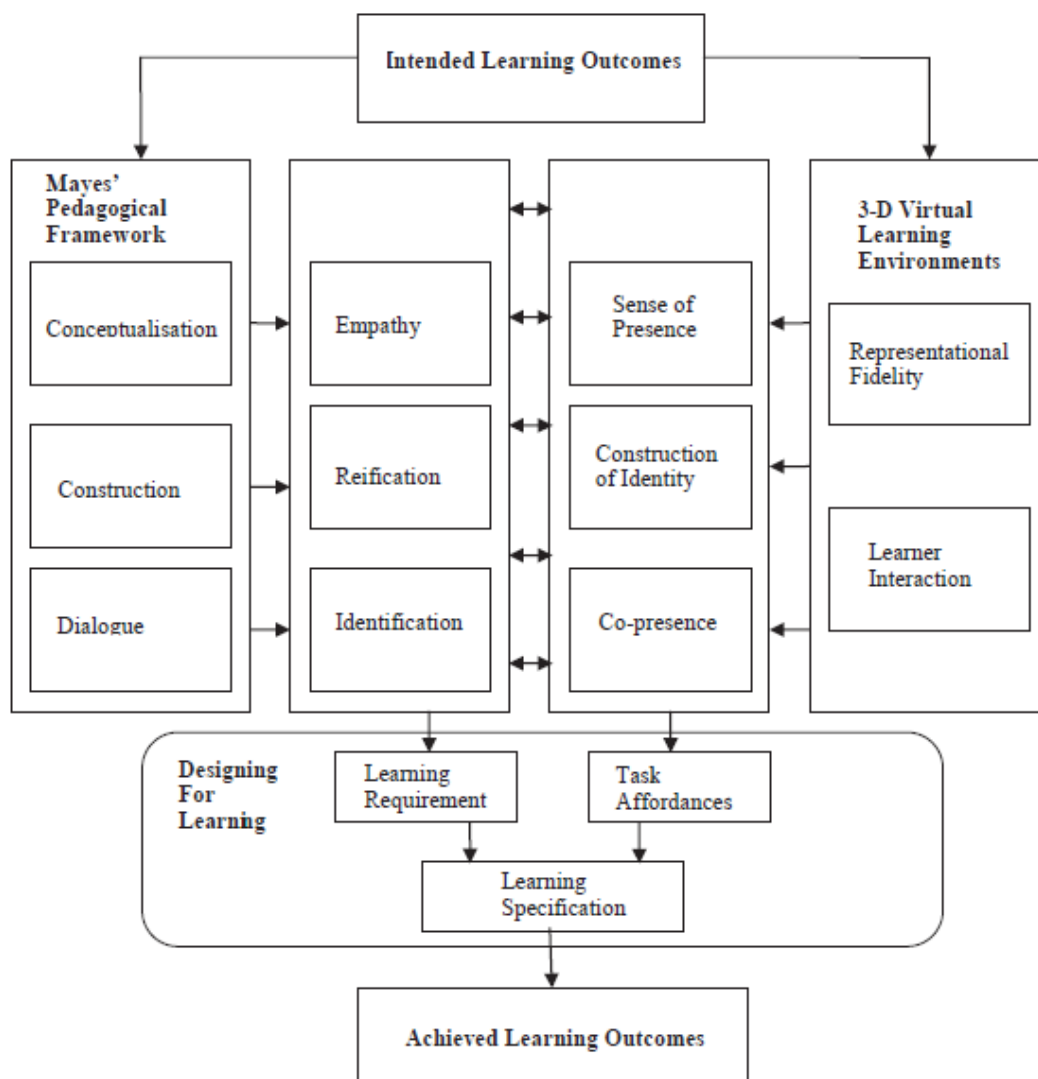 Intended Learning Outcomes
Mayes'
Pedagogical
Framework
Conceptualisation
Construction
Dialogue
Empathy
Reification
Identification
Sense of
Presence
Construction
of Identity
Co-presence
3-D Virtual
Learning
Environments
Representational
Fidelity
Learner
Interaction
Designing
For
Learning
Learning
Requirement
Task
Affordances
Learning
Specification
Achieved Learning Outcomes